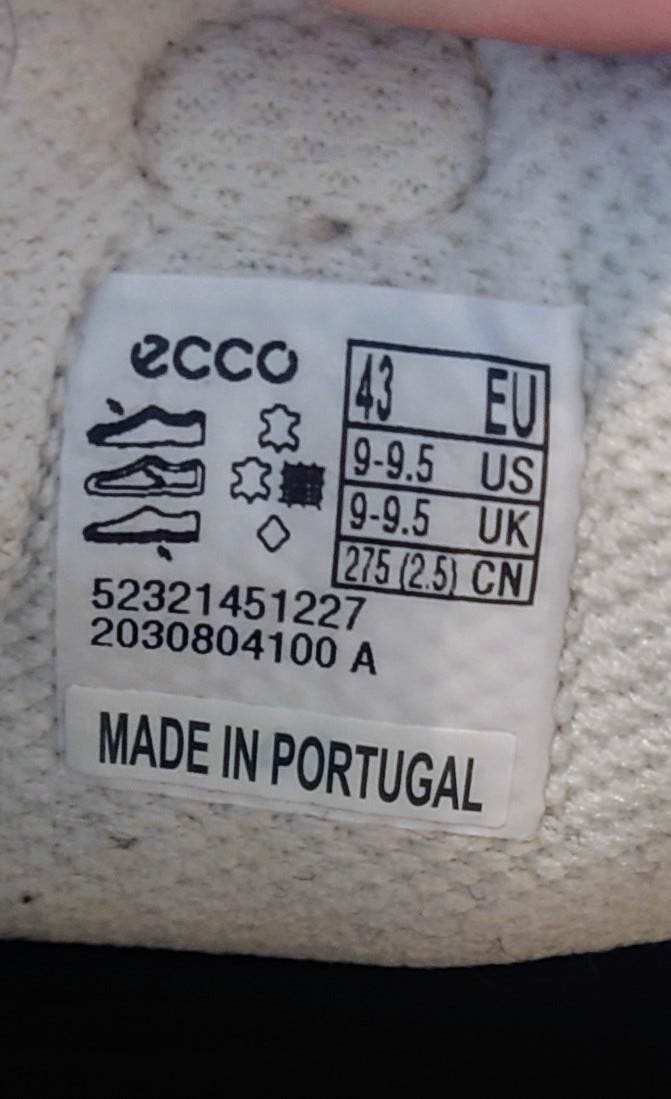 ecco
43 EU
9-9.5 US
9-9.5 UK
275 (2.5) CN
52321451227
2030804100 A
MADE IN PORTUGAL